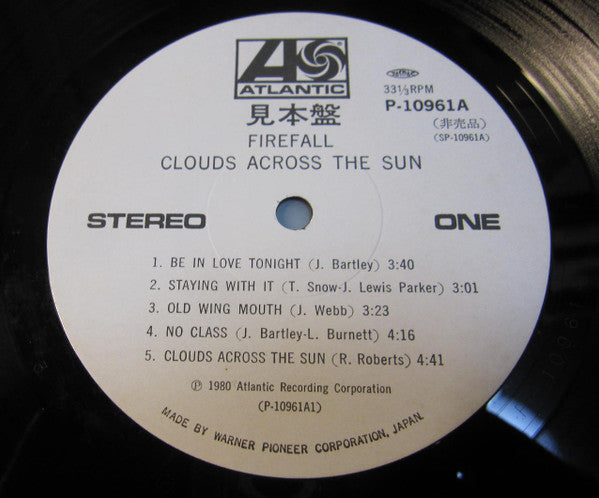 ATLANTIC
見本盤
33⅓RPM
P-10961A
(非売品)
(SP-10961A)
FIREFALL
CLOUDS ACROSS THE SUN
STEREO
ONE
1. BE IN LOVE TONIGHT (J. Bartley) 3:40
2. STAYING WITH IT (T. Snow-J. Lewis Parker) 3:01
3. OLD WING MOUTH (J. Webb) 3:23
4. NO CLASS (J. Bartley-L. Burnett) 4:16
5. CLOUDS ACROSS THE SUN (R. Roberts) 4:41
Ⓟ 1980 Atlantic Recording Corporation
(P-10961A1)
MADE BY WARNER PIONEER CORPORATION, JAPAN.